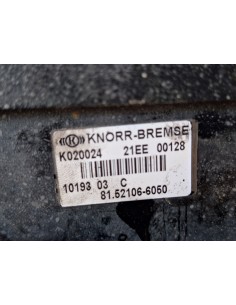 KNORR-BREMSE
K020024 21EE 00128
10193 03 C
81.52106-6050